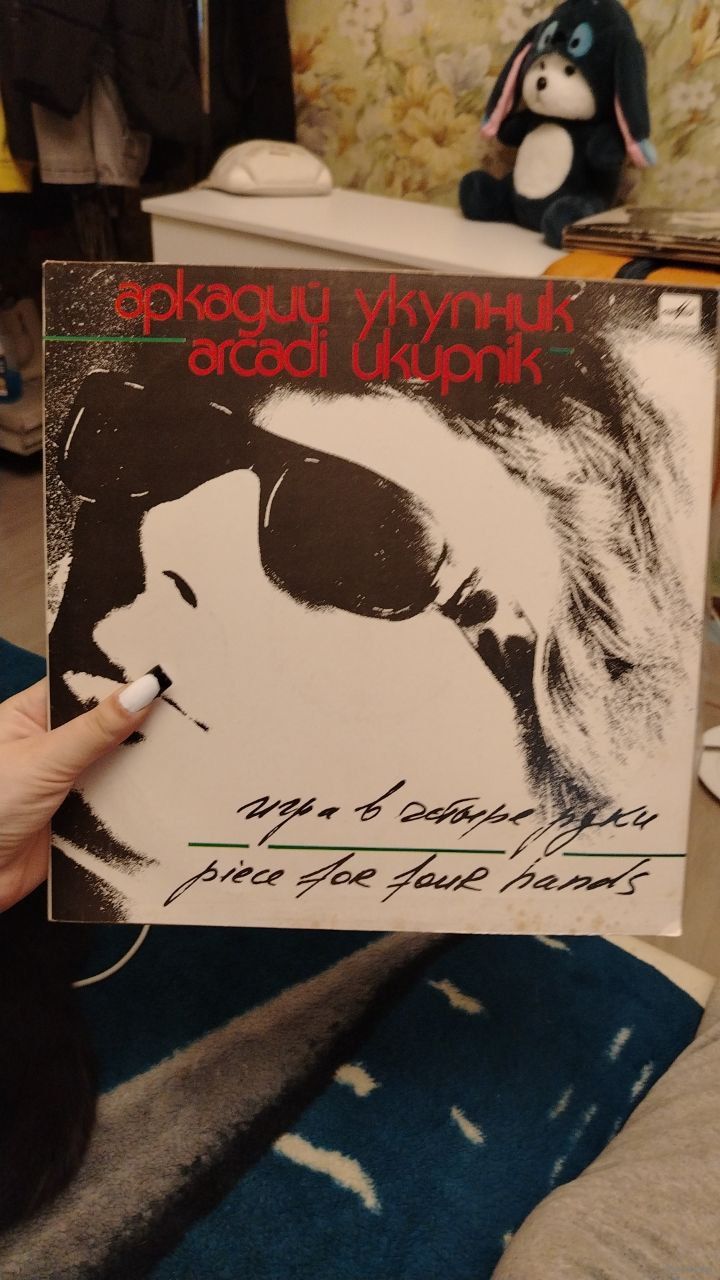 аркадий укупник
arcadi ukupnik
игра в четыре руки
piece for four hands